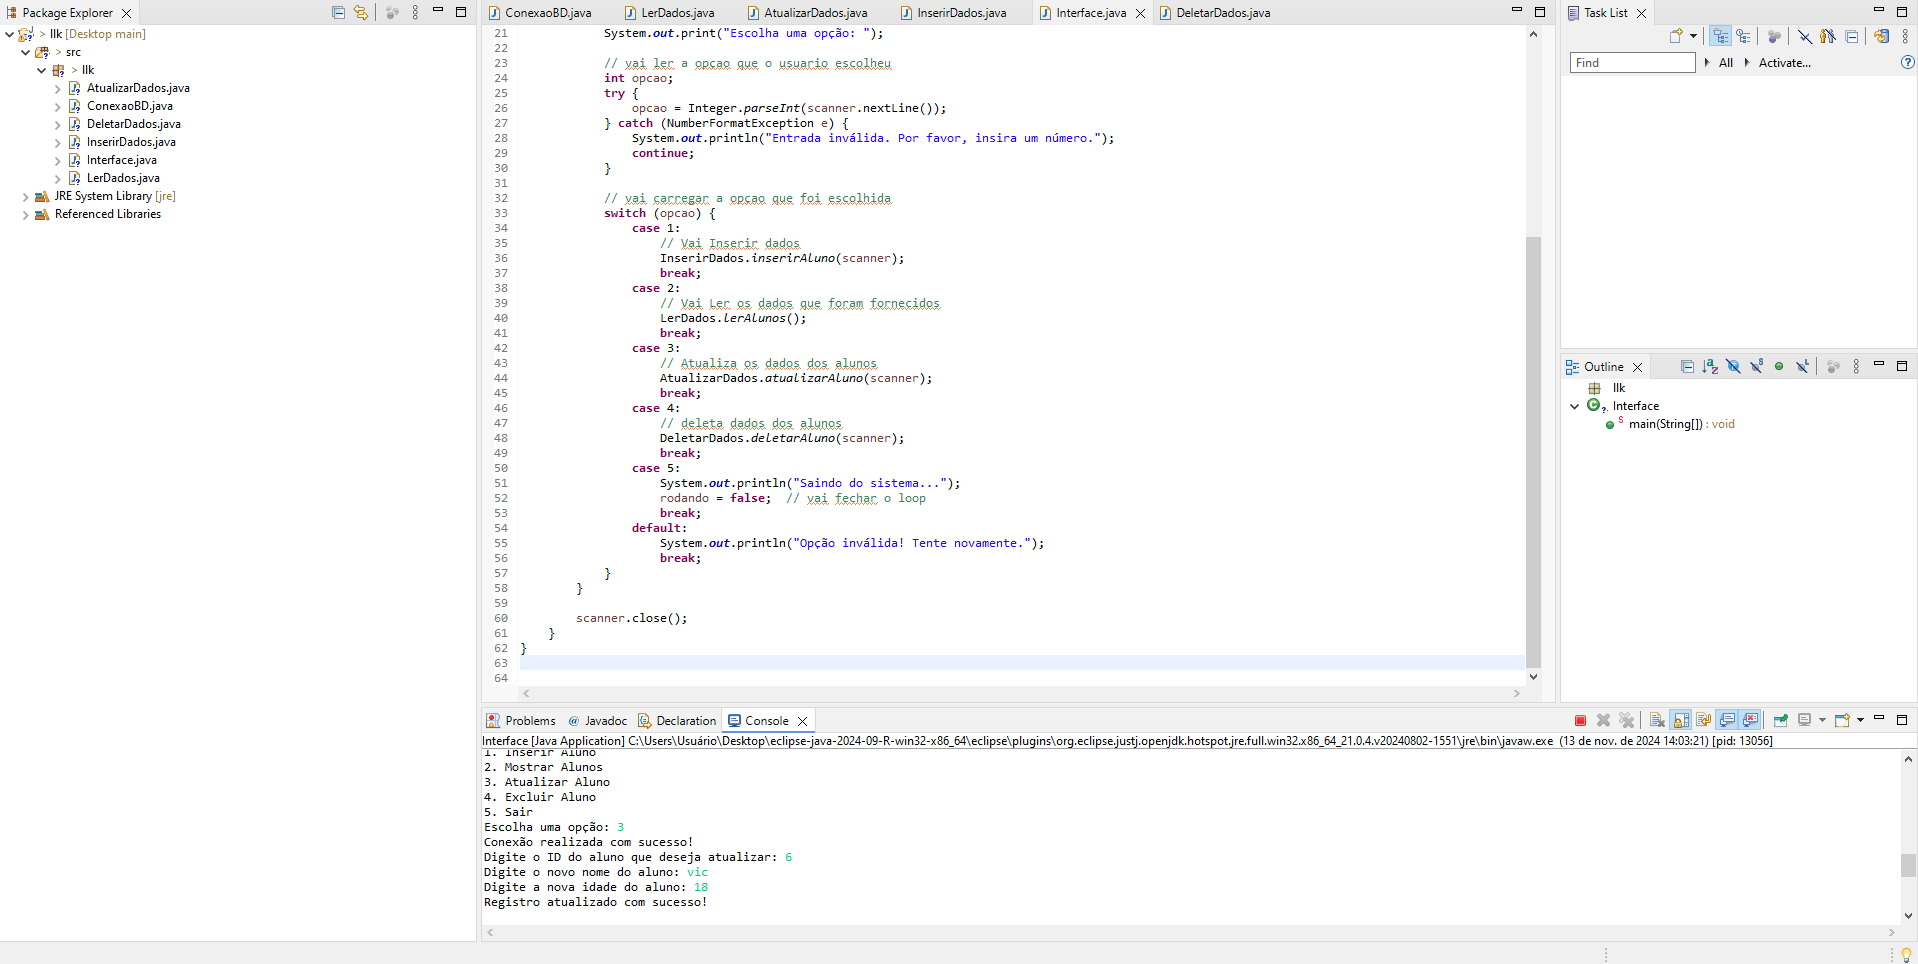 Package Explorer
> llk [Desktop main]
> src
> llk
AtualizarDados.java
ConexaoBD.java
DeletarDados.java
InserirDados.java
Interface.java
LerDados.java
JRE System Library [jre]
Referenced Libraries
ConexaoBD.java LerDados.java AtualizarDados.java InserirDados.java Interface.java DeletarDados.java
21 System.out.print("Escolha uma opção: ");
22
23 // vai ler a opcao que o usuario escolheu
24 int opcao;
25 try {
26 opcao = Integer.parseInt(scanner.nextLine());
27 } catch (NumberFormatException e) {
28 System.out.println("Entrada inválida. Por favor, insira um número.");
29 continue;
30 }
31
32 // vai carregar a opcao que foi escolhida
33 switch (opcao) {
34 case 1:
35 // Vai Inserir dados
36 InserirDados.inserirAluno(scanner);
37 break;
38 case 2:
39 // Vai Ler os dados que foram fornecidos
40 LerDados.lerAlunos();
41 break;
42 case 3:
43 // Atualiza os dados dos alunos
44 AtualizarDados.atualizarAluno(scanner);
45 break;
46 case 4:
47 // deleta dados dos alunos
48 DeletarDados.deletarAluno(scanner);
49 break;
50 case 5:
51 System.out.println("Saindo do sistema...");
52 rodando = false; // vai fechar o loop
53 break;
54 default:
55 System.out.println("Opção inválida! Tente novamente.");
56 break;
57 }
58 }
59
60 scanner.close();
61 }
62 }
63
64
Task List
Find All Activate...
Outline
llk
Interface
main(String[]) : void
Problems @ Javadoc Declaration Console
Interface [Java Application] C:\Users\Usuário\Desktop\eclipse-java-2024-09-R-win32-x86_64\eclipse\plugins\org.eclipse.justj.openjdk.hotspot.jre.full.win32.x86_64_21.0.4.v20240802-1551\jre\bin\javaw.exe (13 de nov. de 2024 14:03:21) [pid: 13056]
1. Inserir Aluno
2. Mostrar Alunos
3. Atualizar Aluno
4. Excluir Aluno
5. Sair
Escolha uma opção: 3
Conexão realizada com sucesso!
Digite o ID do aluno que deseja atualizar: 6
Digite o novo nome do aluno: vic
Digite a nova idade do aluno: 18
Registro atualizado com sucesso!